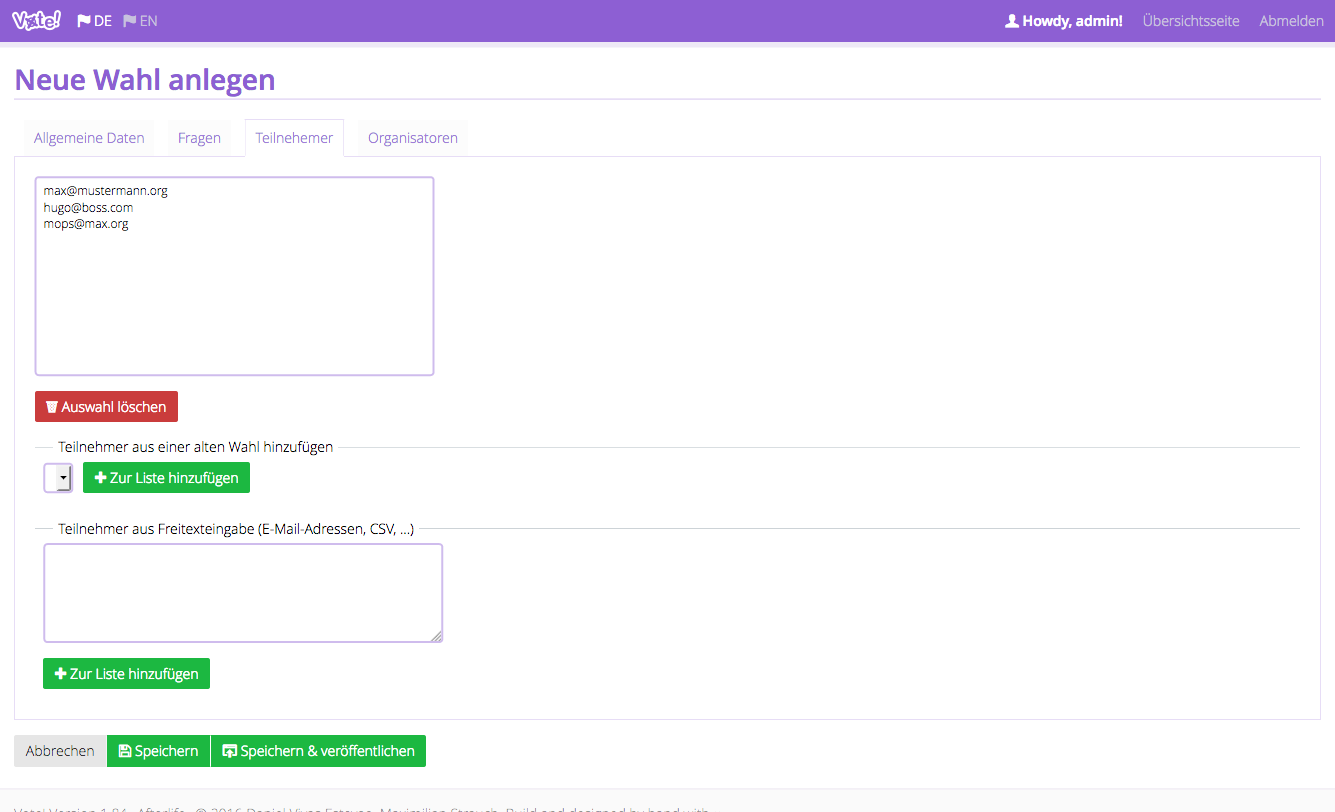 Vote! DE EN Howdy, admin! Übersichtsseite Abmelden
Neue Wahl anlegen
Allgemeine Daten Fragen Teilnehemer Organisatoren
max@mustermann.org
hugo@boss.com
mops@max.org
Auswahl löschen
Teilnehmer aus einer alten Wahl hinzufügen
Zur Liste hinzufügen
Teilnehmer aus Freitexteingabe (E-Mail-Adressen, CSV, ...)
Zur Liste hinzufügen
Abbrechen Speichern Speichern & veröffentlichen